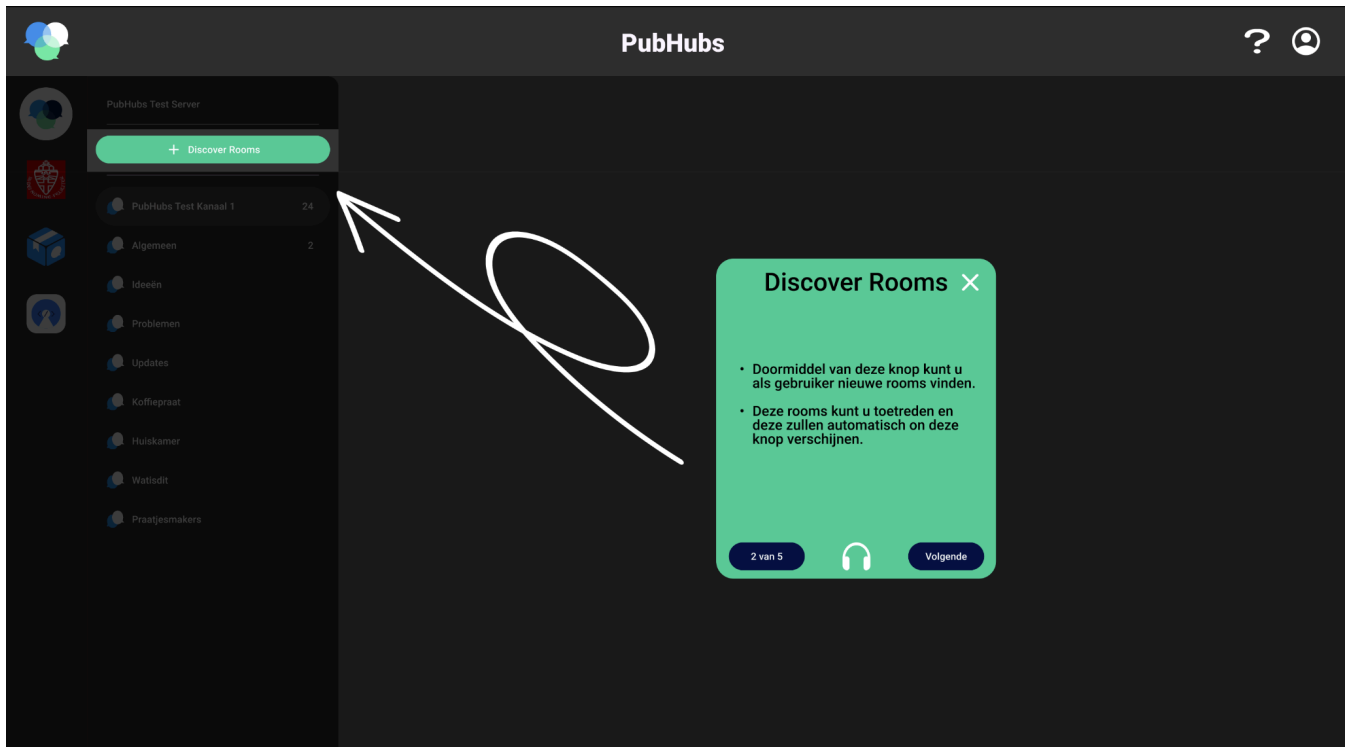 PubHubs
PubHubs Test Server
+ Discover Rooms
PubHubs Test Kanaal 1 24
Algemeen 2
Ideeën
Problemen
Updates
Koffiepraat
Huiskamer
Watisdit
Praatjesmakers
Discover Rooms
• Doormiddel van deze knop kunt u
als gebruiker nieuwe rooms vinden.
• Deze rooms kunt u toetreden en
deze zullen automatisch on deze
knop verschijnen.
2 van 5
Volgende